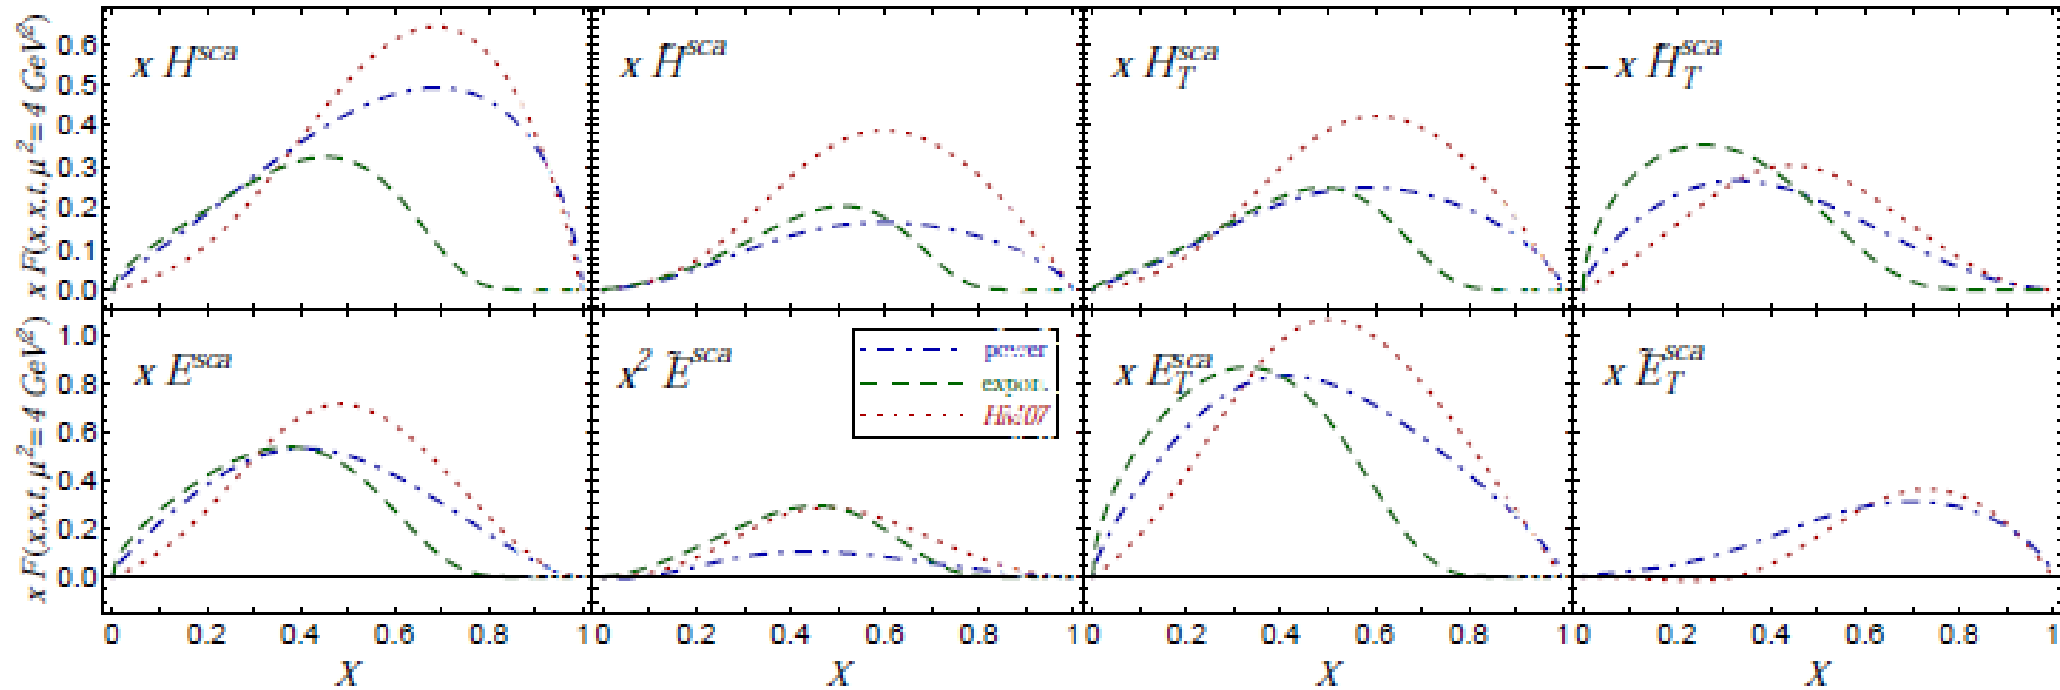 x F(x,x,t,μ²=4 GeV²)
0.6
0.5
0.4
0.3
0.2
0.1
0.0
x H^sca
x H̃^sca
x H_T^sca
−x H̃_T^sca
x F(x,x,t,μ²=4 GeV²)
1.0
0.8
0.6
0.4
0.2
0.0
x E^sca
x² Ẽ^sca
power
expon.
x E_T^sca
x Ẽ_T^sca
0 0.2 0.4 0.6 0.8 1 0 0.2 0.4 0.6 0.8 1 0 0.2 0.4 0.6 0.8 1 0 0.2 0.4 0.6 0.8 1
X X X X